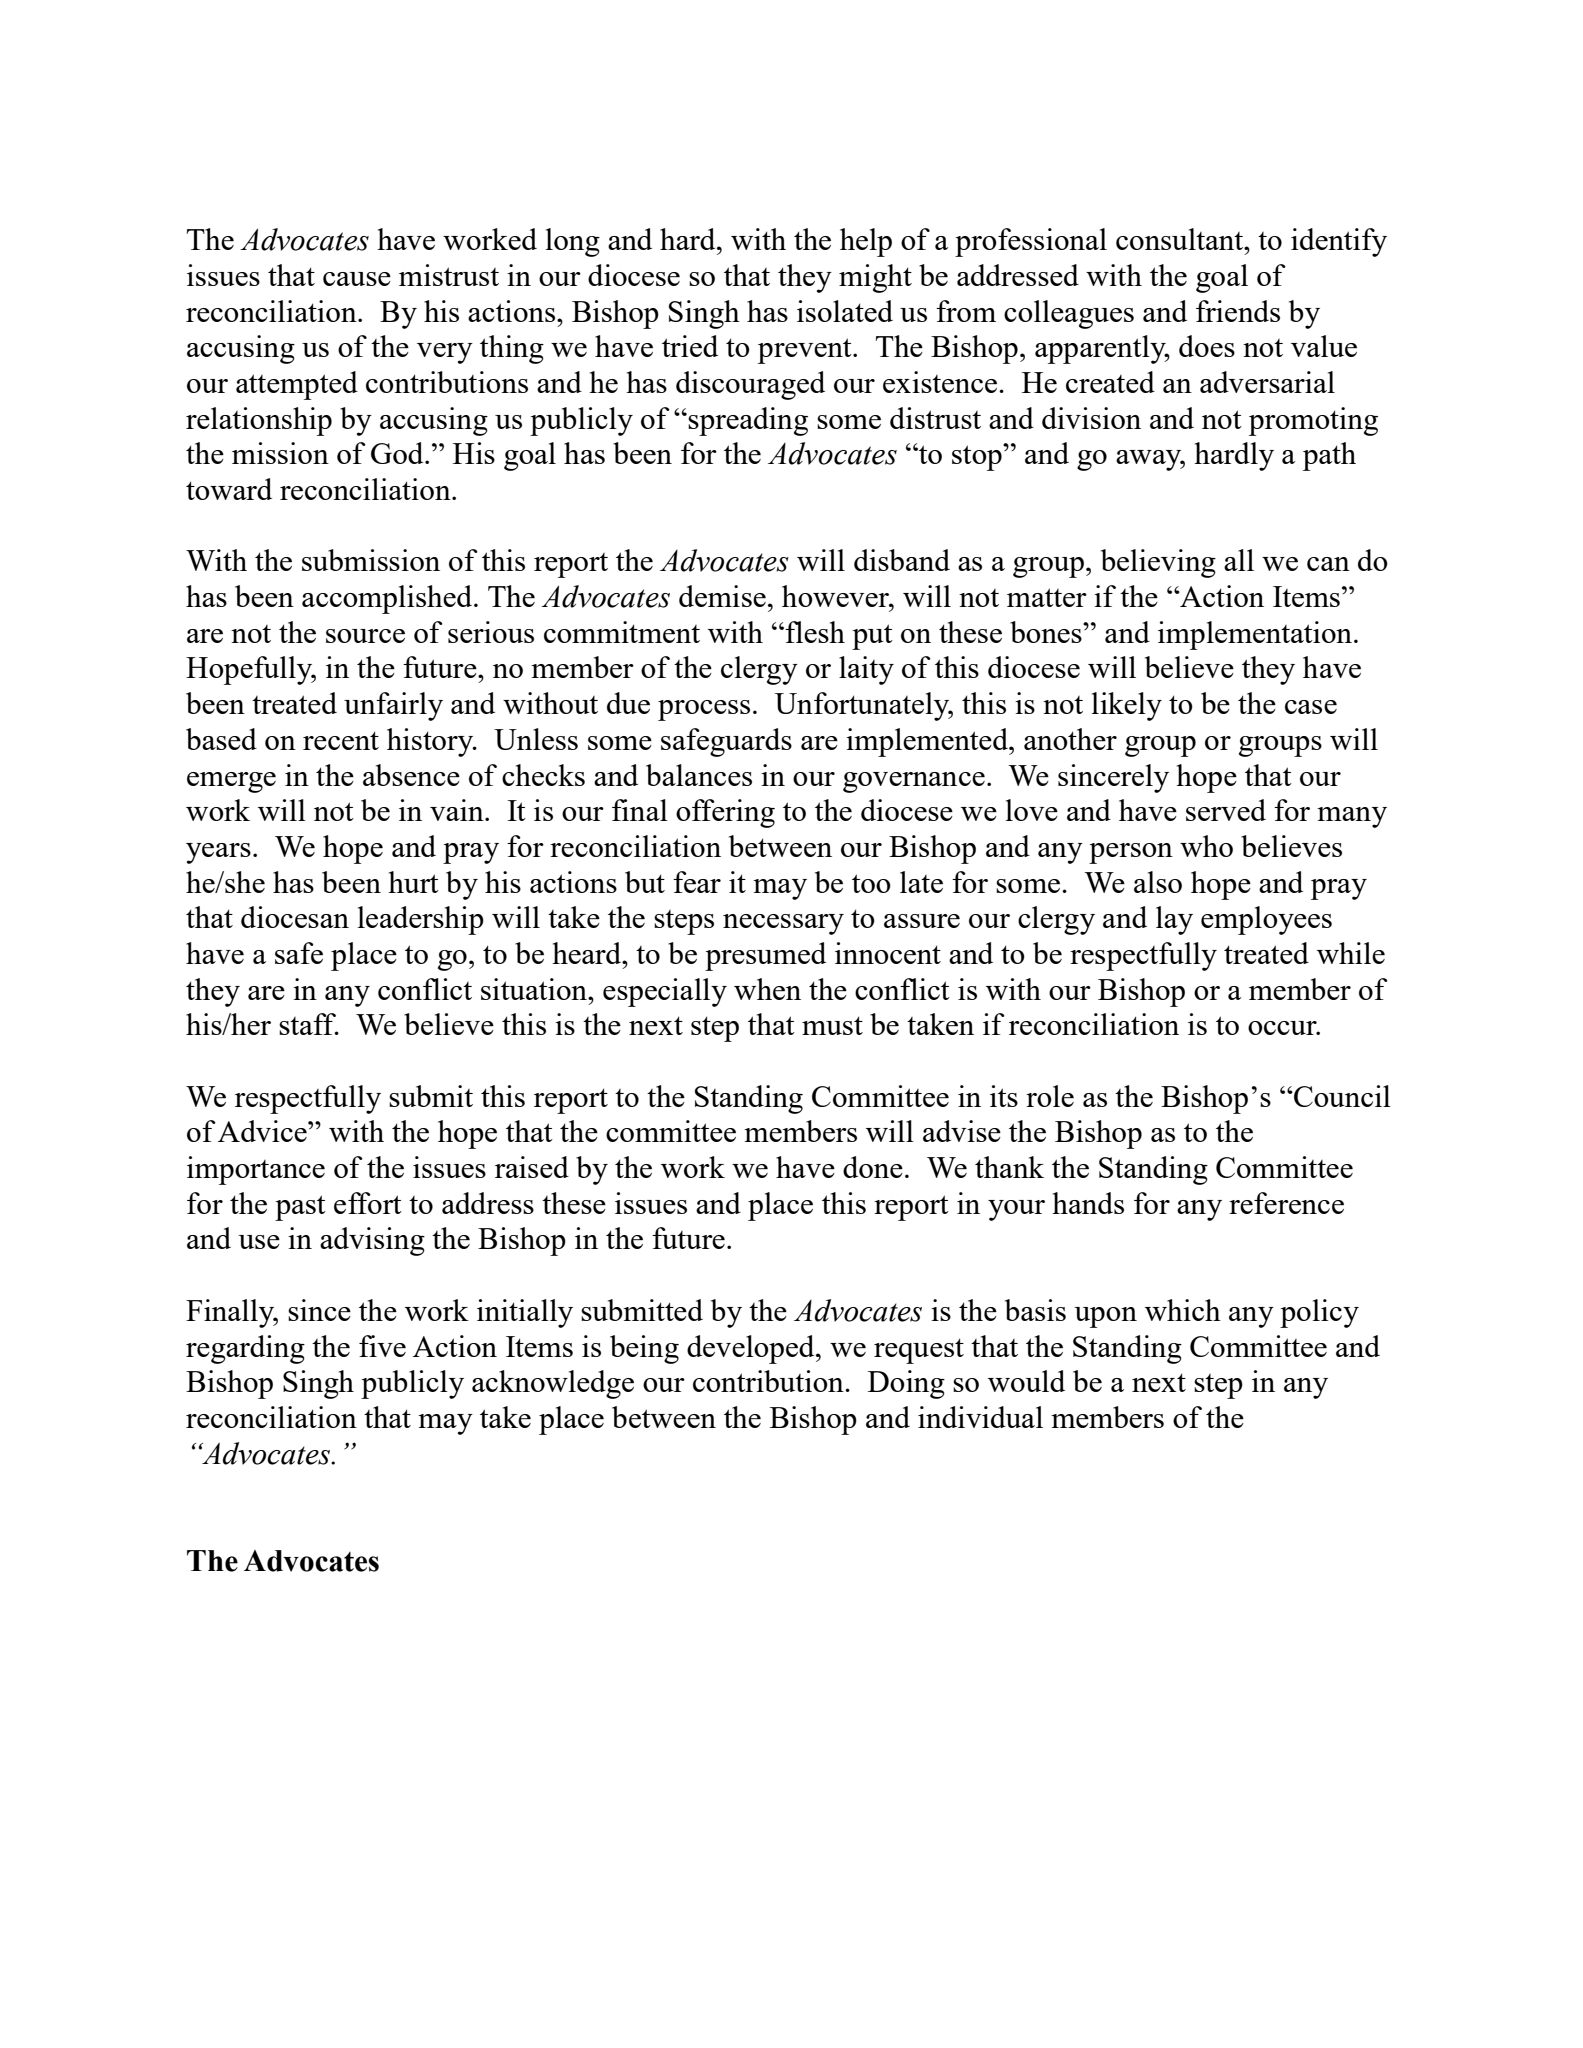 The Advocates have worked long and hard, with the help of a professional consultant, to identify
issues that cause mistrust in our diocese so that they might be addressed with the goal of
reconciliation.  By his actions, Bishop Singh has isolated us from colleagues and friends by
accusing us of the very thing we have tried to prevent.  The Bishop, apparently, does not value
our attempted contributions and he has discouraged our existence.  He created an adversarial
relationship by accusing us publicly of “spreading some distrust and division and not promoting
the mission of God.” His goal has been for the Advocates “to stop” and go away, hardly a path
toward reconciliation.

With the submission of this report the Advocates will disband as a group, believing all we can do
has been accomplished. The Advocates demise, however, will not matter if the “Action Items”
are not the source of serious commitment with “flesh put on these bones” and implementation.
Hopefully, in the future, no member of the clergy or laity of this diocese will believe they have
been treated unfairly and without due process.  Unfortunately, this is not likely to be the case
based on recent history.  Unless some safeguards are implemented, another group or groups will
emerge in the absence of checks and balances in our governance.  We sincerely hope that our
work will not be in vain.  It is our final offering to the diocese we love and have served for many
years.  We hope and pray for reconciliation between our Bishop and any person who believes
he/she has been hurt by his actions but fear it may be too late for some.  We also hope and pray
that diocesan leadership will take the steps necessary to assure our clergy and lay employees
have a safe place to go, to be heard, to be presumed innocent and to be respectfully treated while
they are in any conflict situation, especially when the conflict is with our Bishop or a member of
his/her staff.  We believe this is the next step that must be taken if reconciliation is to occur.

We respectfully submit this report to the Standing Committee in its role as the Bishop’s “Council
of Advice” with the hope that the committee members will advise the Bishop as to the
importance of the issues raised by the work we have done.  We thank the Standing Committee
for the past effort to address these issues and place this report in your hands for any reference
and use in advising the Bishop in the future.

Finally, since the work initially submitted by the Advocates is the basis upon which any policy
regarding the five Action Items is being developed, we request that the Standing Committee and
Bishop Singh publicly acknowledge our contribution.  Doing so would be a next step in any
reconciliation that may take place between the Bishop and individual members of the
“Advocates.”

The Advocates